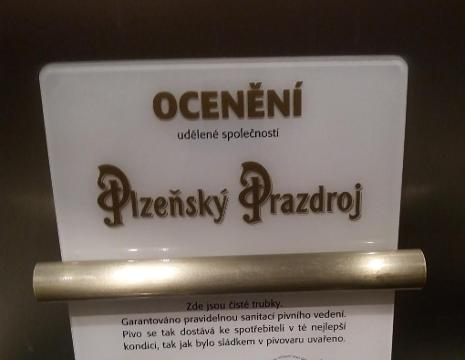 OCENĚNÍ
udělené společností
Plzeňský Prazdroj
Zde jsou čisté trubky.
Garantováno pravidelnou sanitací pivního vedení.
Pivo se tak dostává ke spotřebiteli v té nejlepší
kondici, tak jak bylo sládkem v pivovaru uvařeno.